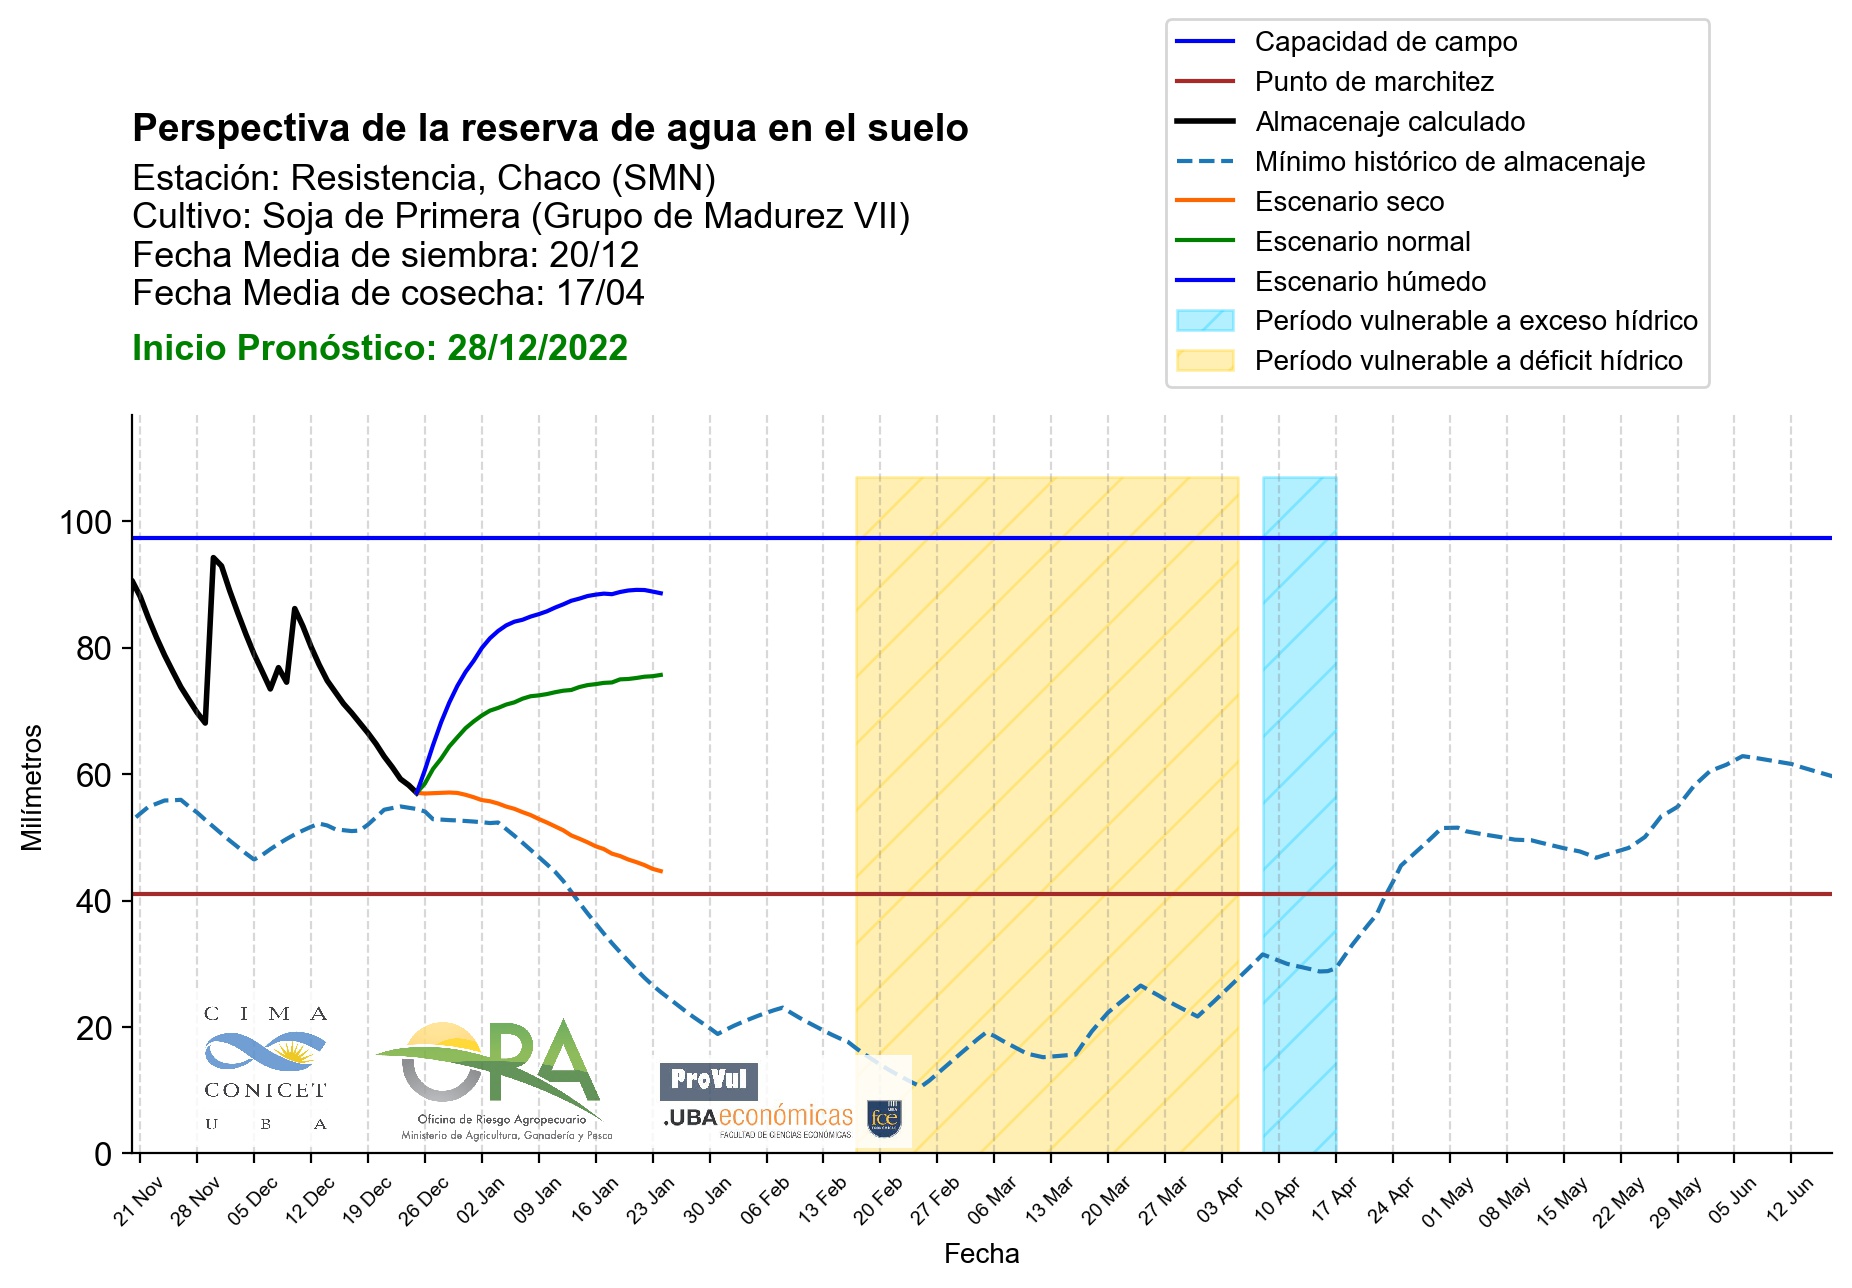 Capacidad de campo
Punto de marchitez
Almacenaje calculado
Mínimo histórico de almacenaje
Escenario seco
Escenario normal
Escenario húmedo
Período vulnerable a exceso hídrico
Período vulnerable a déficit hídrico
Perspectiva de la reserva de agua en el suelo
Estación: Resistencia, Chaco (SMN)
Cultivo: Soja de Primera (Grupo de Madurez VII)
Fecha Media de siembra: 20/12
Fecha Media de cosecha: 17/04
Inicio Pronóstico: 28/12/2022
Milímetros
100
80
60
40
20
0
CIMA
CONICET
UBA
ORA
Oficina de Riesgo Agropecuario
Ministerio de Agricultura, Ganadería y Pesca
ProVul
.UBAeconómicas
FACULTAD DE CIENCIAS ECONÓMICAS
fce
21 Nov
28 Nov
05 Dec
12 Dec
19 Dec
26 Dec
02 Jan
09 Jan
16 Jan
23 Jan
30 Jan
06 Feb
13 Feb
20 Feb
27 Feb
06 Mar
13 Mar
20 Mar
27 Mar
03 Apr
10 Apr
17 Apr
24 Apr
01 May
08 May
15 May
22 May
29 May
05 Jun
12 Jun
Fecha